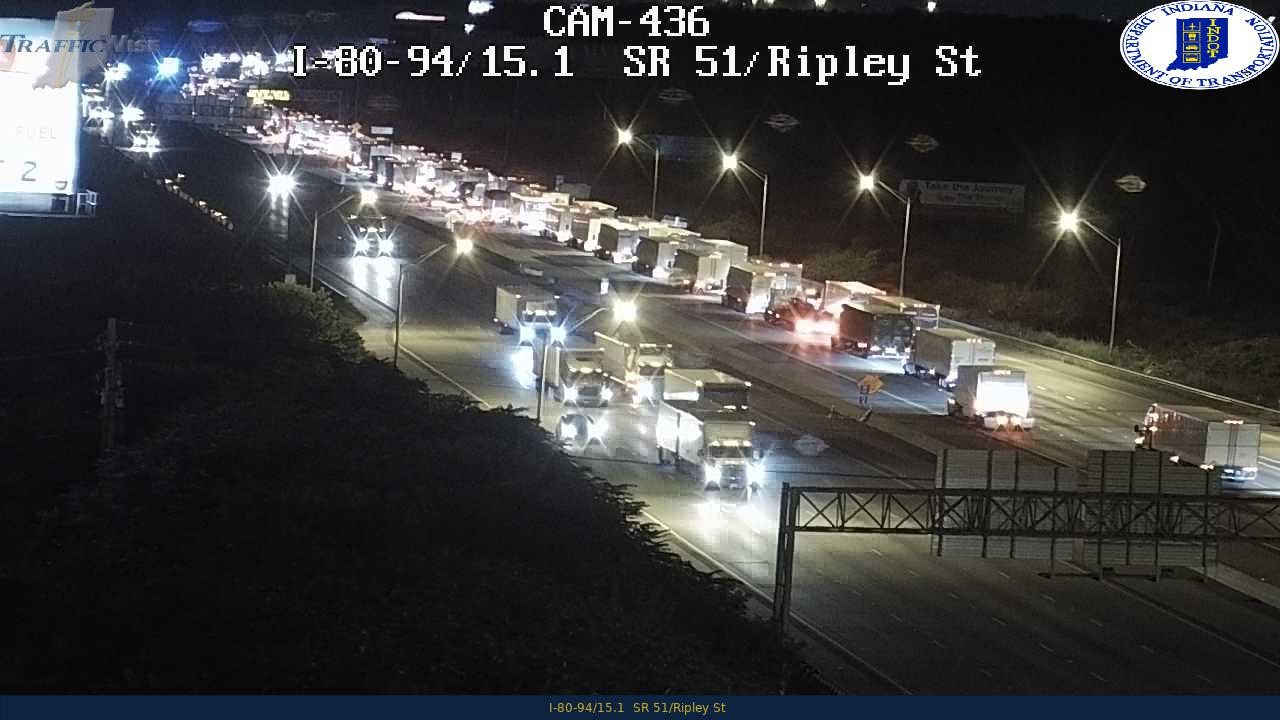 CAM-436
I-80-94/15.1 SR 51/Ripley St
TRAFFICWISE
INDIANA
DEPARTMENT OF TRANSPORTATION
INDOT
FUEL
2
Take the Journey
I-80-94/15.1 SR 51/Ripley St